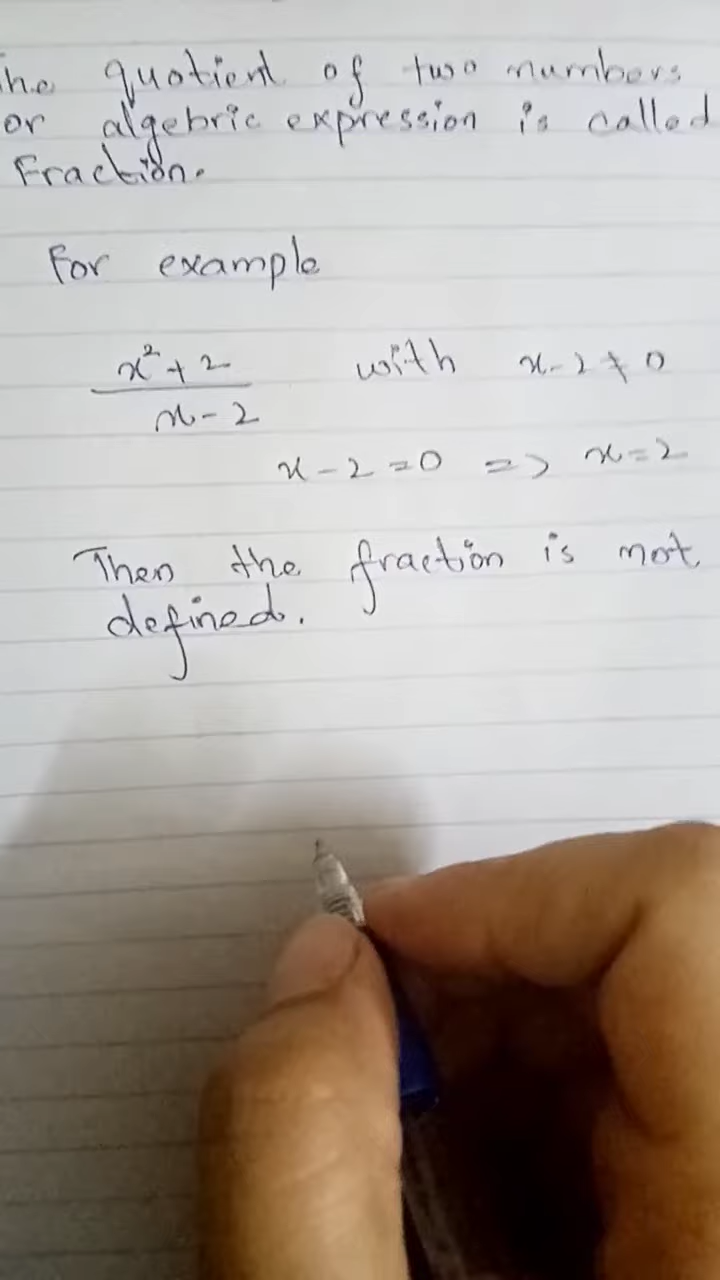 The quotient of two numbers
or algebric expression is called
Fraction.
For example
x² + 2 / x - 2 with x - 2 ≠ 0
x - 2 = 0 => x = 2
Then the fraction is not
defined.